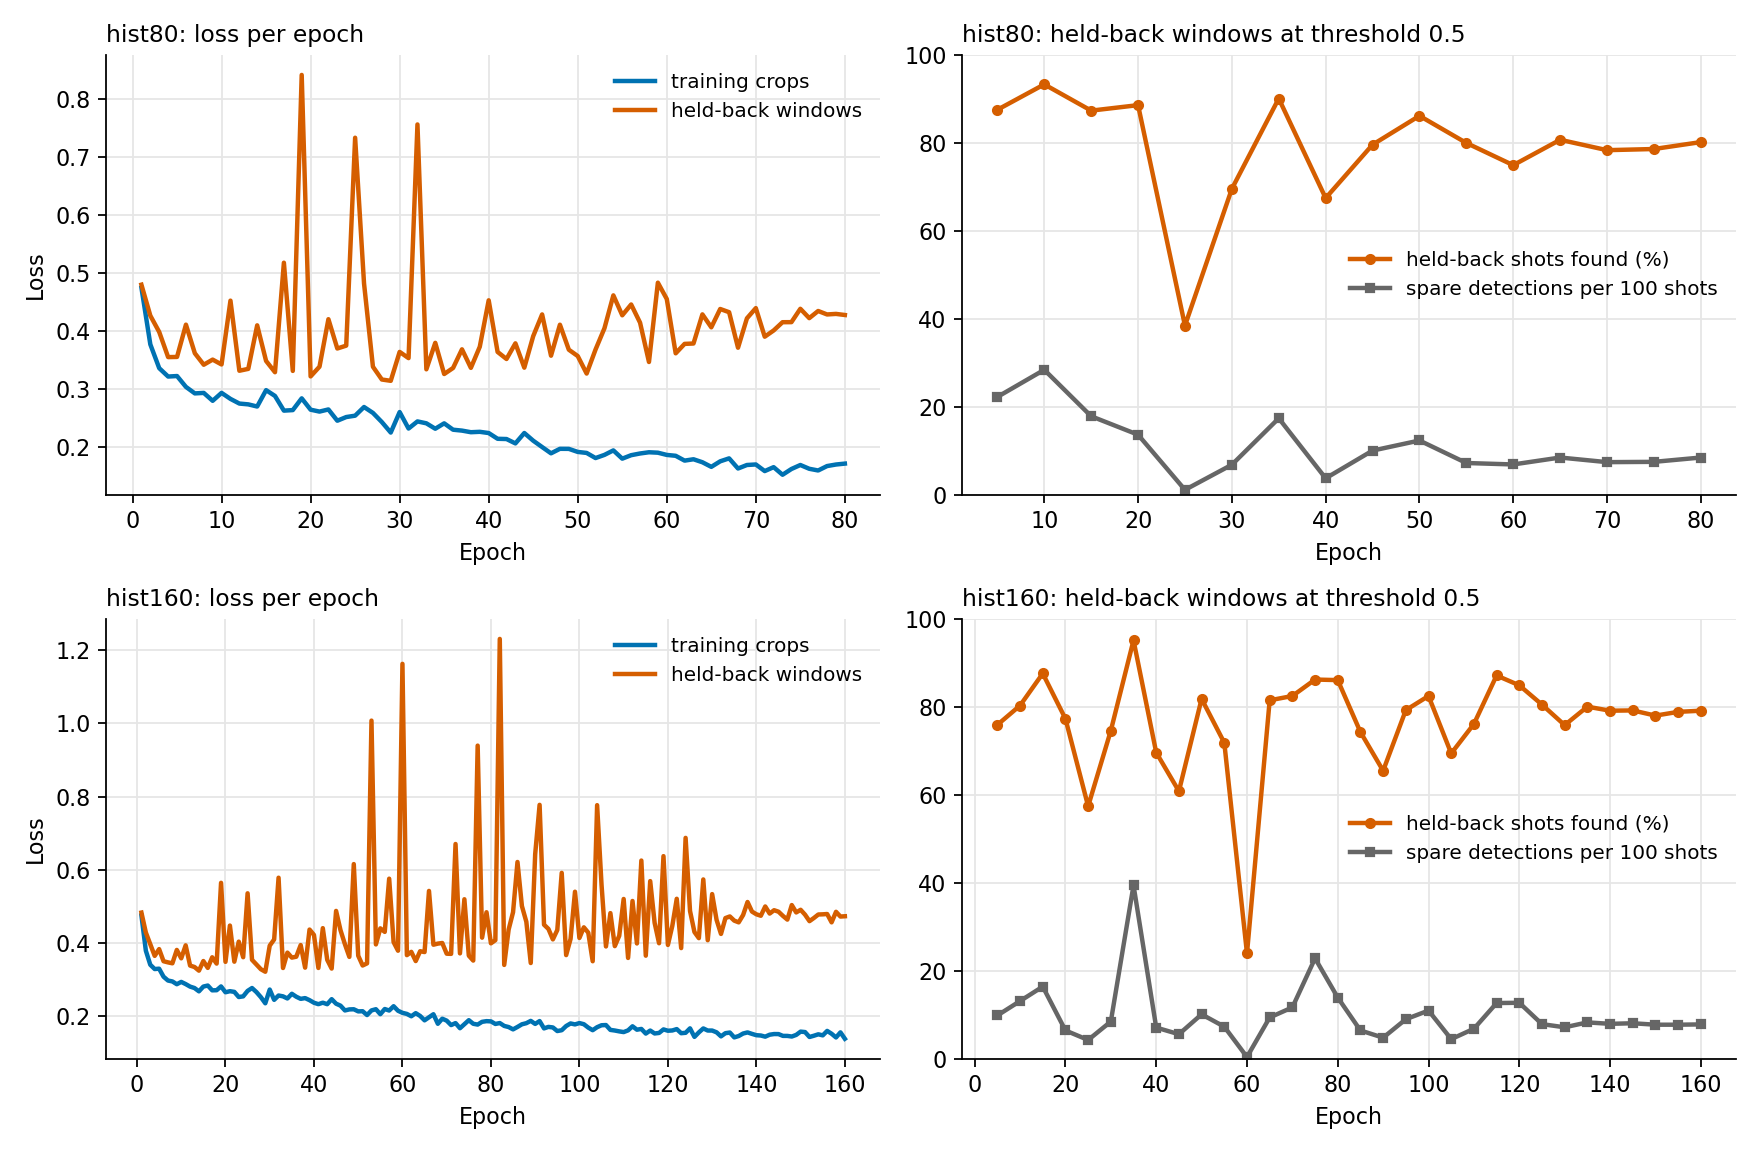 hist80: loss per epoch
0.8
0.7
0.6
0.5
0.4
0.3
0.2
Loss
training crops
held-back windows
0 10 20 30 40 50 60 70 80
Epoch
hist80: held-back windows at threshold 0.5
100
80
60
40
20
0
held-back shots found (%)
spare detections per 100 shots
10 20 30 40 50 60 70 80
Epoch
hist160: loss per epoch
1.2
1.0
0.8
0.6
0.4
0.2
Loss
training crops
held-back windows
0 20 40 60 80 100 120 140 160
Epoch
hist160: held-back windows at threshold 0.5
100
80
60
40
20
0
held-back shots found (%)
spare detections per 100 shots
0 20 40 60 80 100 120 140 160
Epoch